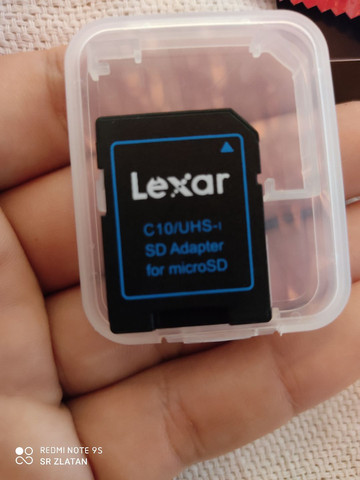 Lexar
C10/UHS-I
SD Adapter
for microSD
REDMI NOTE 9S
SR ZLATAN